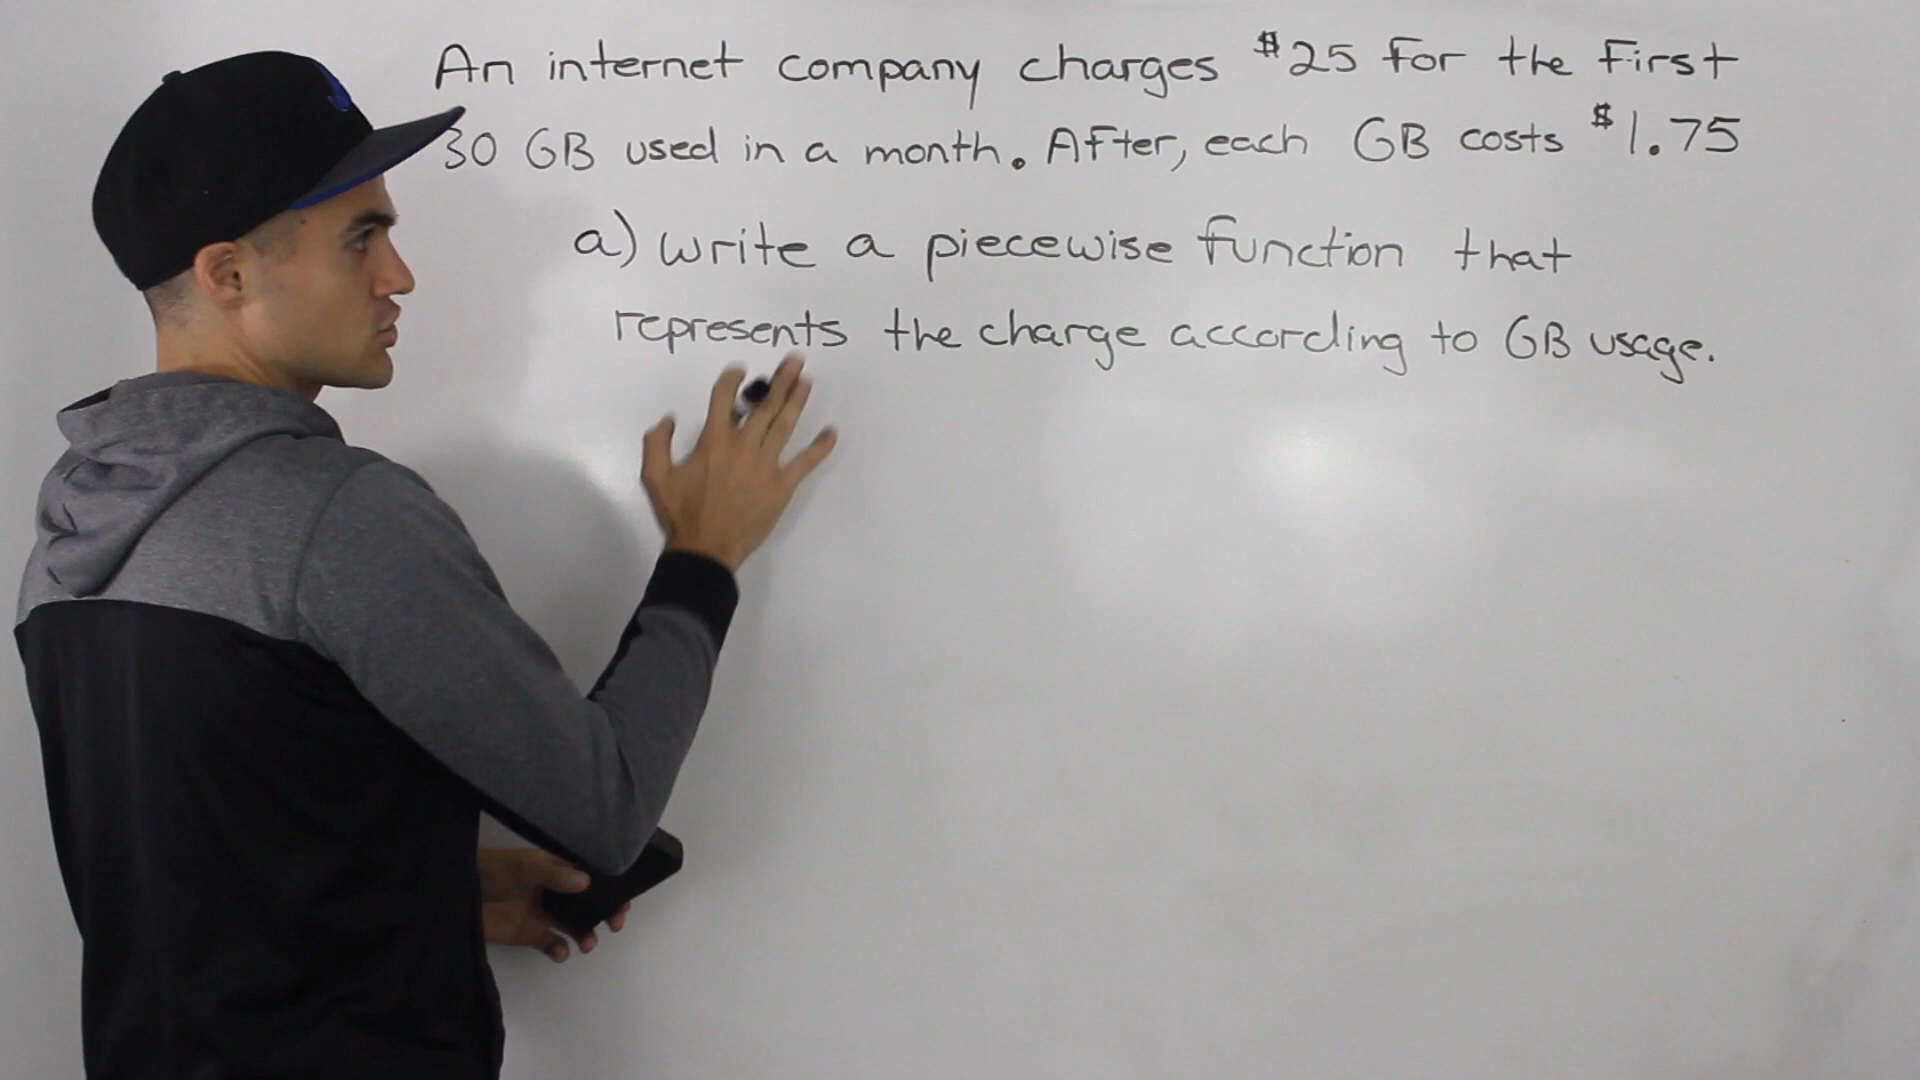 An internet company charges $25 for the first
30 GB used in a month. After, each GB costs $1.75
a) write a piecewise function that
represents the charge according to GB usage.